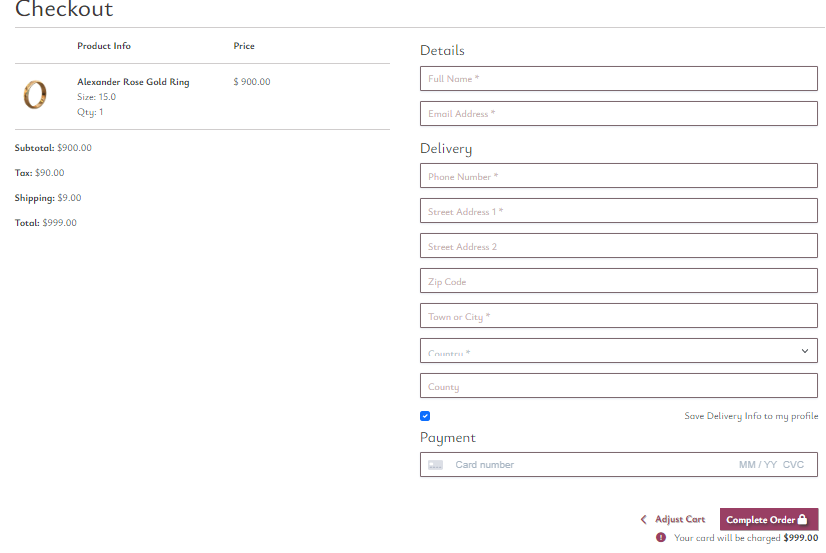 Checkout
Product Info Price
Alexander Rose Gold Ring $ 900.00
Size: 15.0
Qty: 1
Subtotal: $900.00
Tax: $90.00
Shipping: $9.00
Total: $999.00
Details
Full Name *
Email Address *
Delivery
Phone Number *
Street Address 1 *
Street Address 2
Zip Code
Town or City *
Country *
County
Save Delivery Info to my profile
Payment
Card number MM / YY CVC
Adjust Cart Complete Order
Your card will be charged $999.00